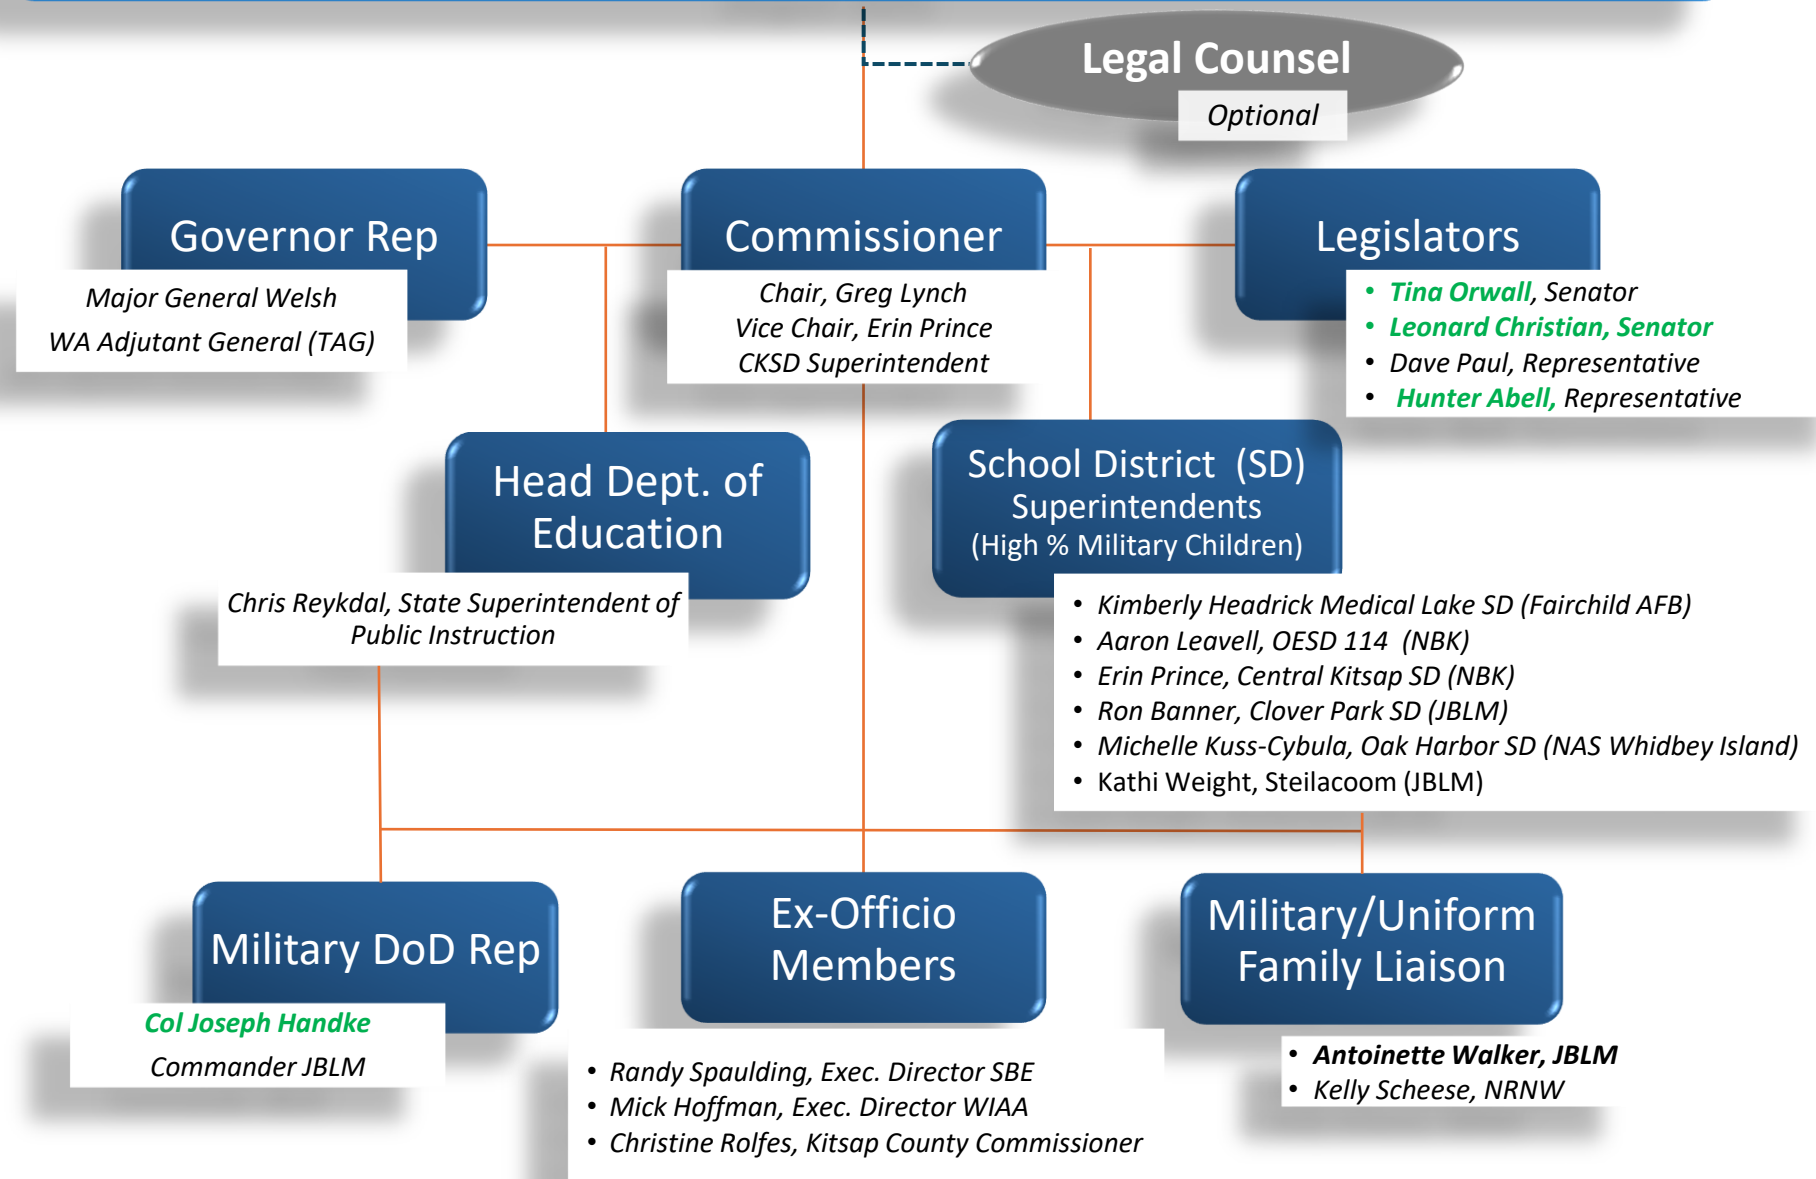 Legal Counsel
Optional
Governor Rep
Major General Welsh
WA Adjutant General (TAG)
Commissioner
Chair, Greg Lynch
Vice Chair, Erin Prince
CKSD Superintendent
Legislators
• Tina Orwall, Senator
• Leonard Christian, Senator
• Dave Paul, Representative
• Hunter Abell, Representative
Head Dept. of
Education
Chris Reykdal, State Superintendent of
Public Instruction
School District (SD)
Superintendents
(High % Military Children)
• Kimberly Headrick Medical Lake SD (Fairchild AFB)
• Aaron Leavell, OESD 114 (NBK)
• Erin Prince, Central Kitsap SD (NBK)
• Ron Banner, Clover Park SD (JBLM)
• Michelle Kuss-Cybula, Oak Harbor SD (NAS Whidbey Island)
• Kathi Weight, Steilacoom (JBLM)
Military DoD Rep
Col Joseph Handke
Commander JBLM
Ex-Officio
Members
• Randy Spaulding, Exec. Director SBE
• Mick Hoffman, Exec. Director WIAA
• Christine Rolfes, Kitsap County Commissioner
Military/Uniform
Family Liaison
• Antoinette Walker, JBLM
• Kelly Scheese, NRNW